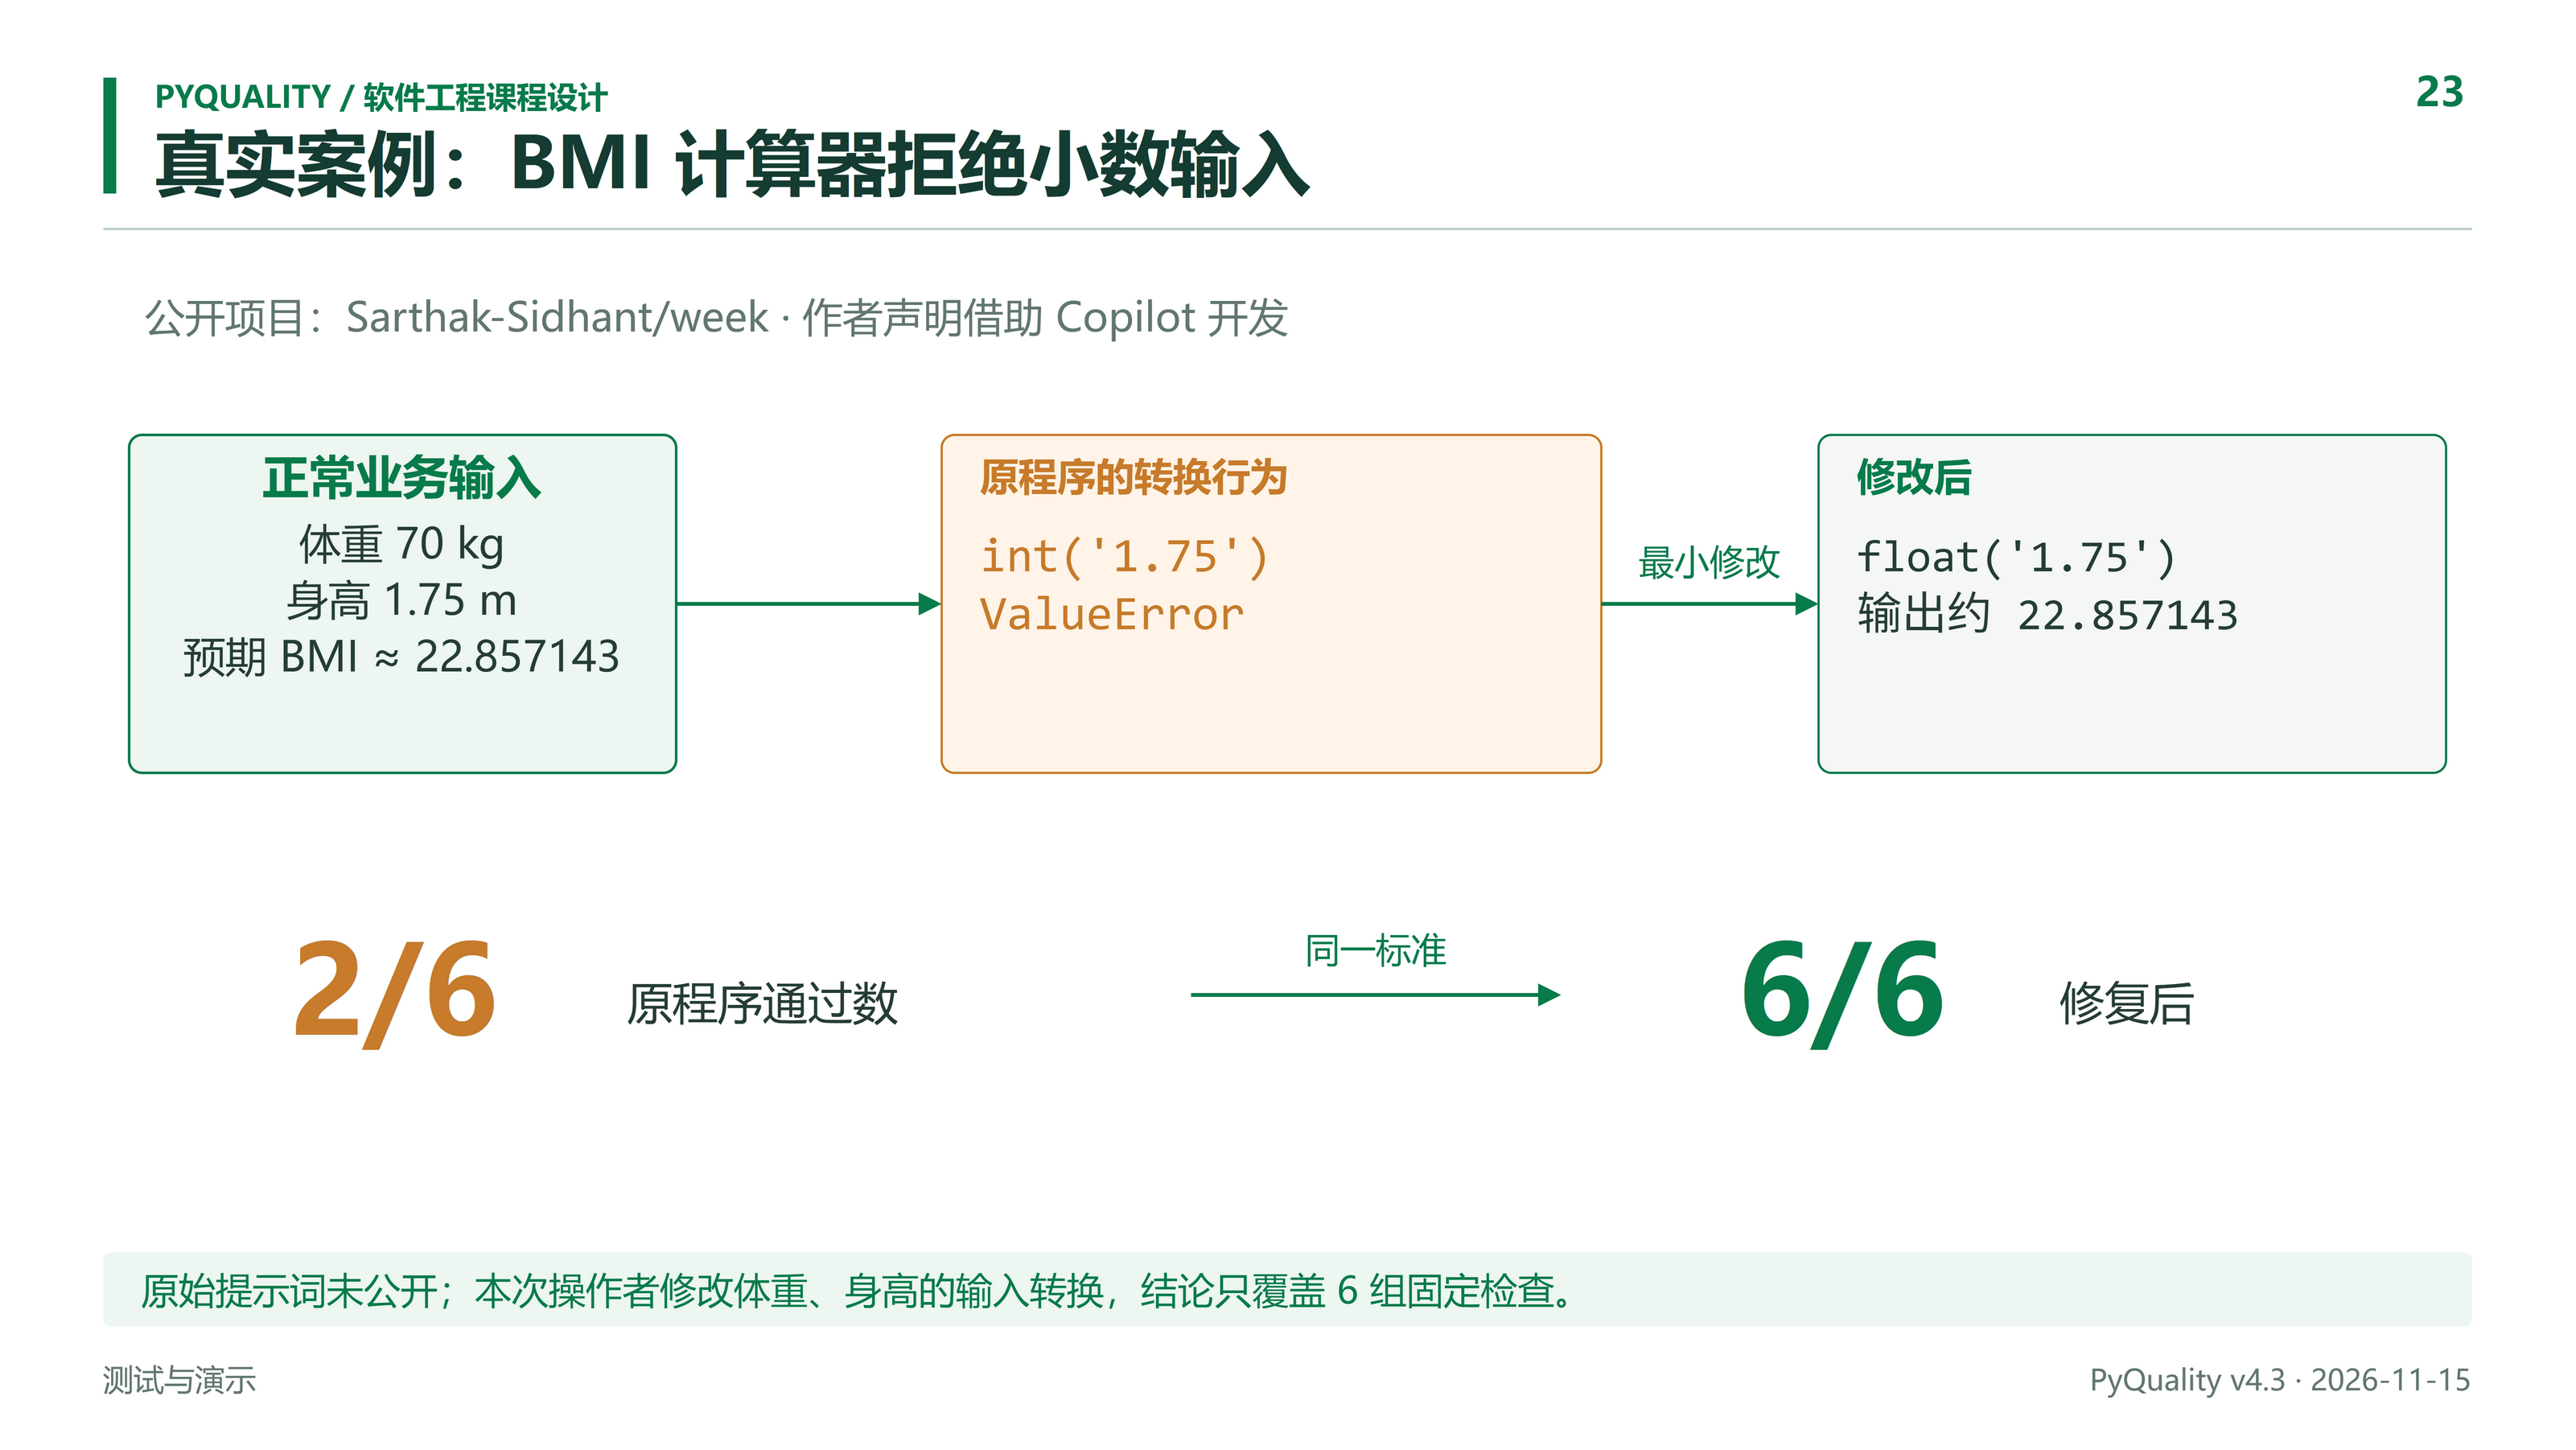 PYQUALITY / 软件工程课程设计
23
真实案例：BMI 计算器拒绝小数输入
公开项目：Sarthak-Sidhant/week · 作者声明借助 Copilot 开发
正常业务输入
体重 70 kg
身高 1.75 m
预期 BMI ≈ 22.857143
原程序的转换行为
int('1.75')
ValueError
最小修改
修改后
float('1.75')
输出约 22.857143
2/6
原程序通过数
同一标准
6/6
修复后
原始提示词未公开；本次操作者修改体重、身高的输入转换，结论只覆盖 6 组固定检查。
测试与演示
PyQuality v4.3 · 2026-11-15